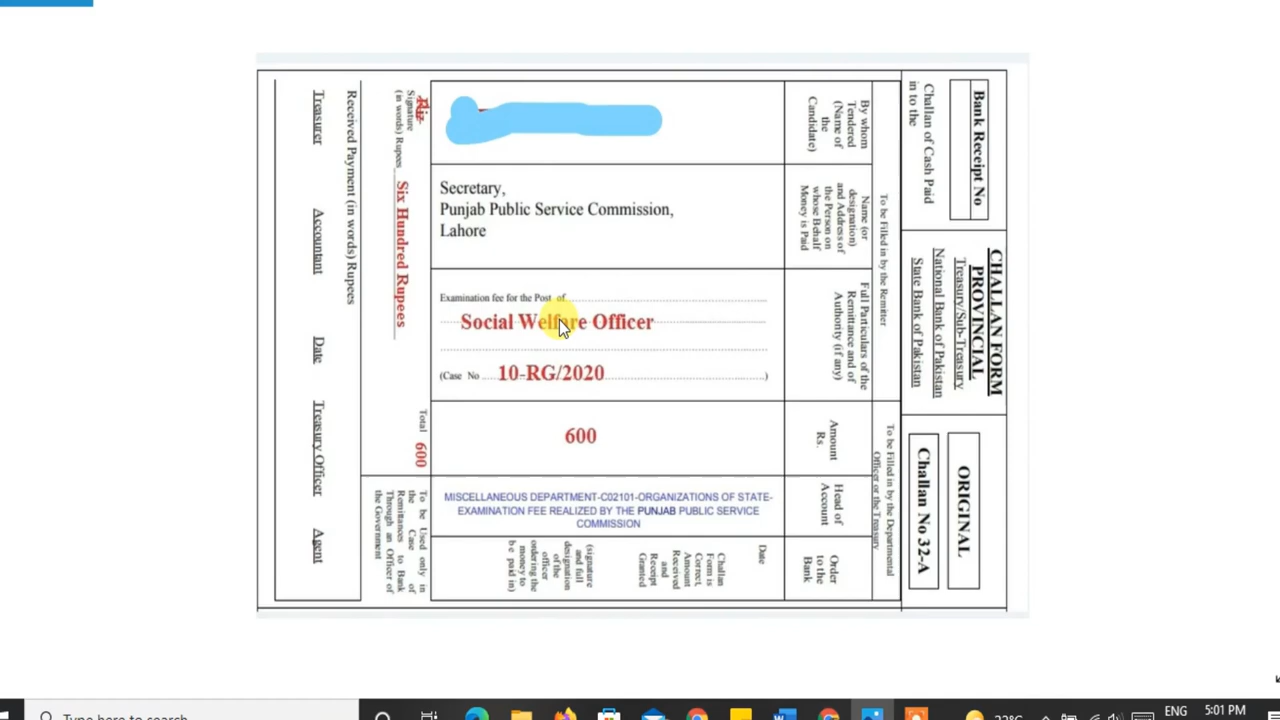 Bank Receipt No
Challan of Cash Paid
in to the
CHALLAN FORM
PROVINCIAL
Treasury/Sub-Treasury
National Bank of Pakistan
State Bank of Pakistan
ORIGINAL
Challan No 32-A
To be Filled in by the Remitter
To be Filled in by the Departmental
Officer or the Treasury
By whom
Tendered
(Name of
the
Candidate)
Name (or
designation)
and Address of
the Person on
whose Behalf
Money is Paid
Full Particulars of the
Remittance and of
Authority (if any)
Amount
Rs.
Head of
Account
Order
to the
Bank
Secretary,
Punjab Public Service Commission,
Lahore
Examination fee for the Post of
Social Welfare Officer
(Case No 10-RG/2020 )
600
MISCELLANEOUS DEPARTMENT-C02101-ORGANIZATIONS OF STATE-
EXAMINATION FEE REALIZED BY THE PUNJAB PUBLIC SERVICE
COMMISSION
Date
Challan
Form is
Correct,
Amount
Received
and
Receipt
Granted
(signature
and full
designation
of the
officer
ordering the
money to
be paid in)
Riz
Signature
(in words) Rupees Six Hundred Rupees
Total 600
To be Used only in
the Case of
Remittances to Bank
Through an Officer of
the Government
Received Payment (in words) Rupees
Treasurer Accountant Date Treasury Officer Agent
Type here to search
ENG
5:01 PM